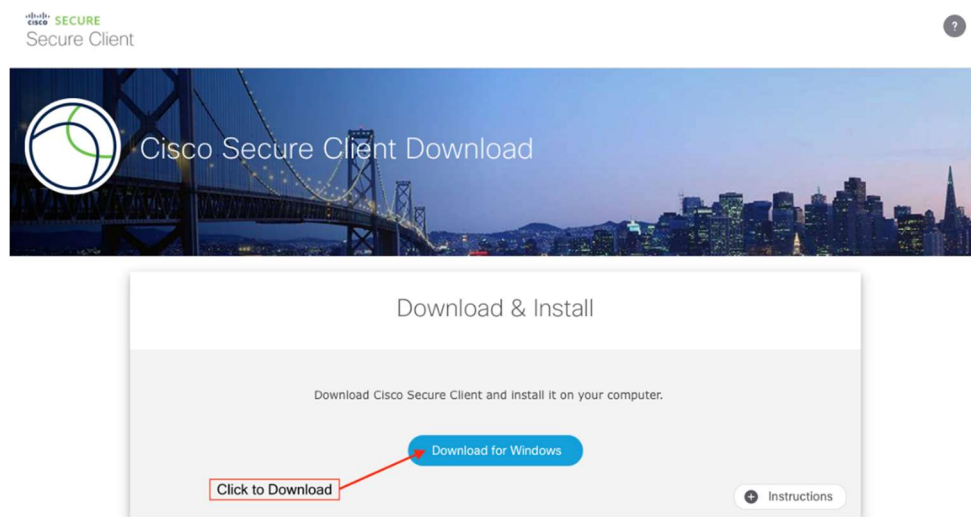 CISCO SECURE
Secure Client
?
Cisco Secure Client Download
Download & Install
Download Cisco Secure Client and install it on your computer.
Download for Windows
Click to Download
Instructions